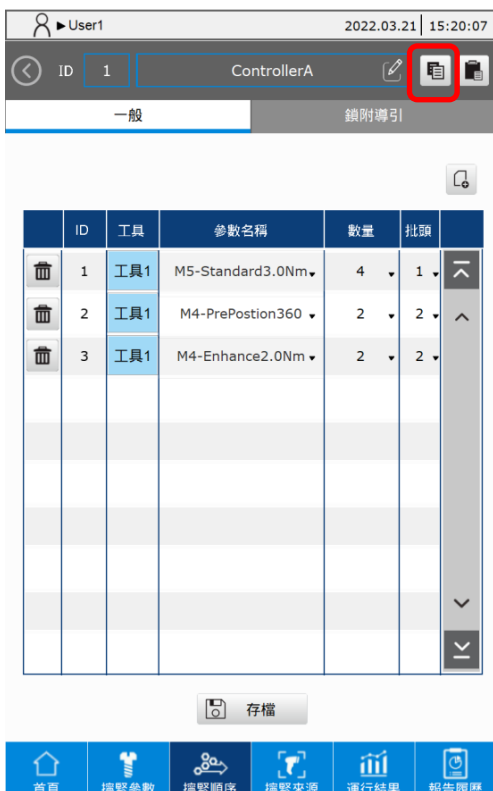 ►User1 2022.03.21 15:20:07
ID 1 ControllerA
一般 鎖附導引
ID 工具 參數名稱 數量 批頭
1 工具1 M5-Standard3.0Nm 4 1
2 工具1 M4-PrePostion360 2 2
3 工具1 M4-Enhance2.0Nm 2 2
存檔
首頁 擰緊參數 擰緊順序 擰緊來源 運行結果 報告履歷